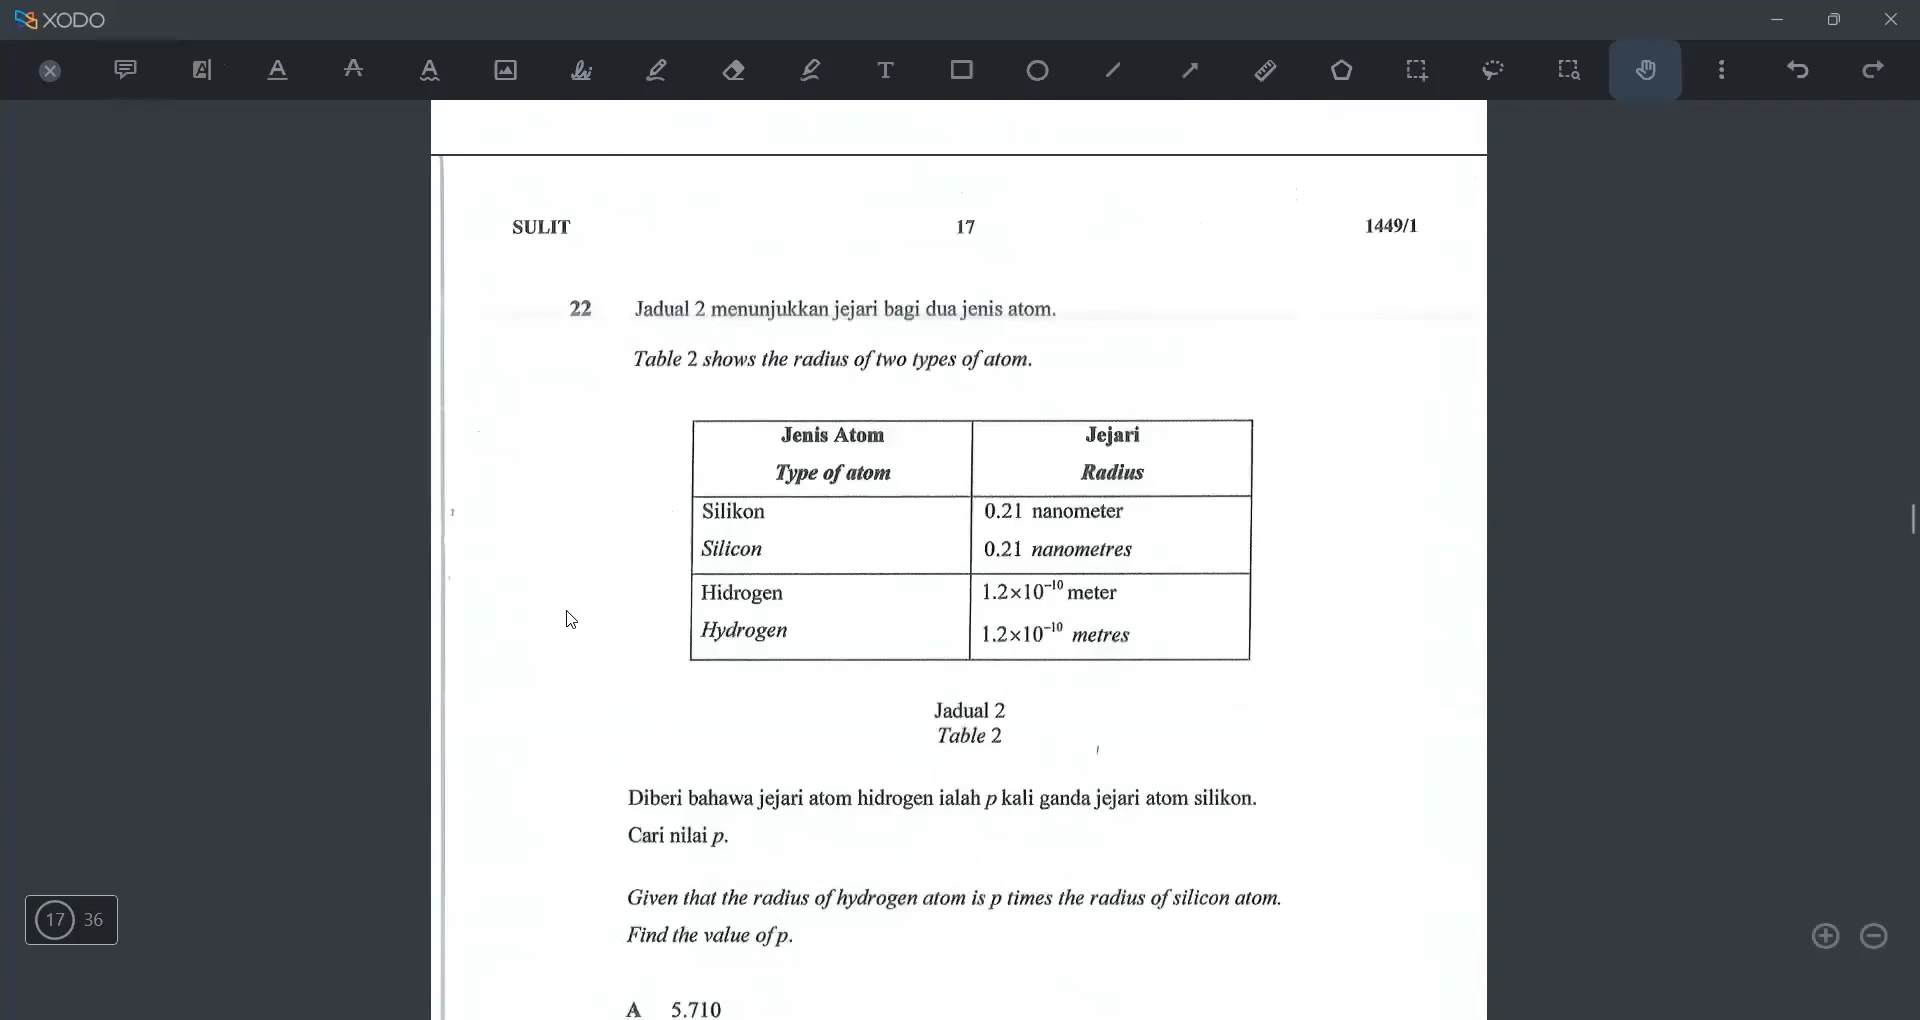 XODO
SULIT 17 1449/1
22 Jadual 2 menunjukkan jejari bagi dua jenis atom.
Table 2 shows the radius of two types of atom.
Jenis Atom Jejari
Type of atom Radius
Silikon 0.21 nanometer
Silicon 0.21 nanometres
Hidrogen 1.2×10⁻¹⁰ meter
Hydrogen 1.2×10⁻¹⁰ metres
Jadual 2
Table 2
Diberi bahawa jejari atom hidrogen ialah p kali ganda jejari atom silikon.
Cari nilai p.
Given that the radius of hydrogen atom is p times the radius of silicon atom.
Find the value of p.
A 5.710
17 36